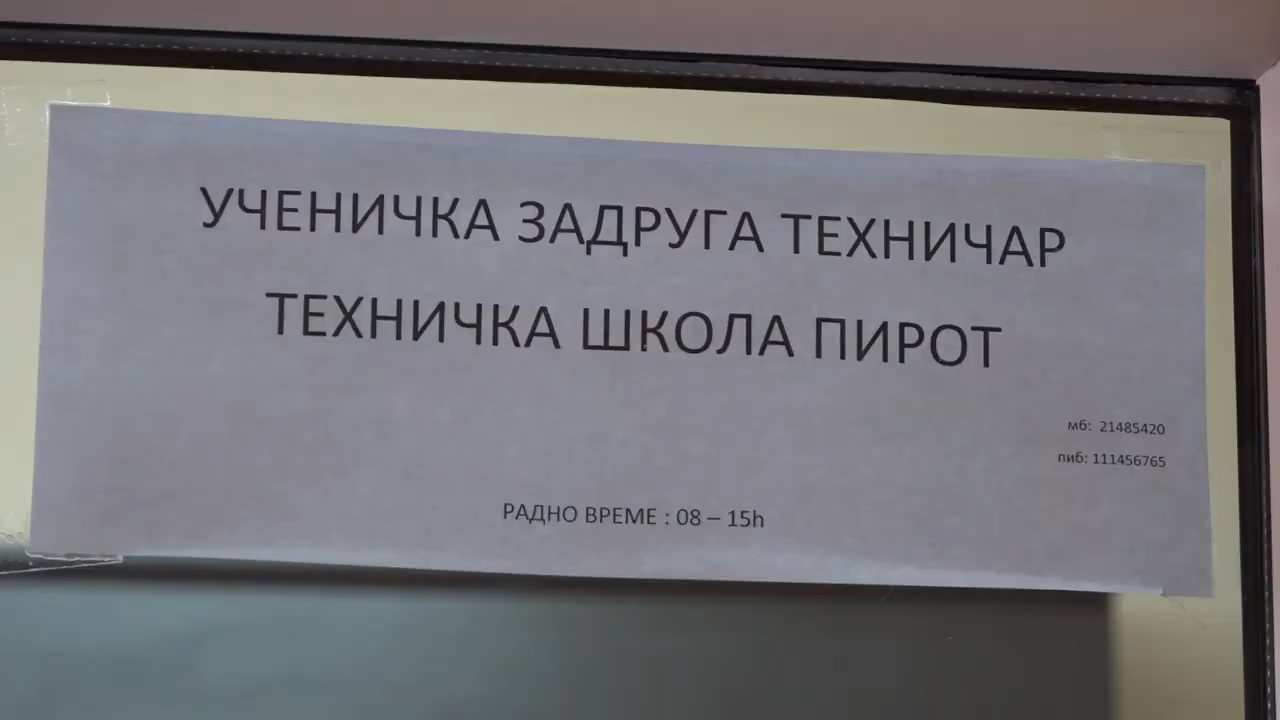 УЧЕНИЧКА ЗАДРУГА ТЕХНИЧАР
ТЕХНИЧКА ШКОЛА ПИРОТ
мб: 21485420
пиб: 111456765
РАДНО ВРЕМЕ : 08 – 15h